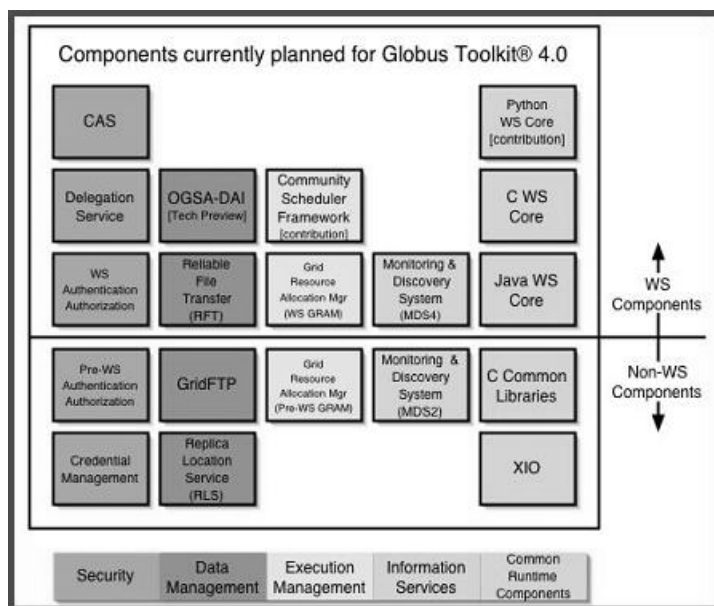 Components currently planned for Globus Toolkit® 4.0
CAS
Python
WS Core
[contribution]
Delegation
Service
OGSA-DAI
[Tech Preview]
Community
Scheduler
Framework
[contribution]
C WS
Core
WS
Authentication
Authorization
Reliable
File
Transfer
(RFT)
Grid
Resource
Allocation Mgr
(WS GRAM)
Monitoring &
Discovery
System
(MDS4)
Java WS
Core
WS
Components
Pre-WS
Authentication
Authorization
GridFTP
Grid
Resource
Allocation Mgr
(Pre-WS GRAM)
Monitoring &
Discovery
System
(MDS2)
C Common
Libraries
Non-WS
Components
Credential
Management
Replica
Location
Service
(RLS)
XIO
Security
Data
Management
Execution
Management
Information
Services
Common
Runtime
Components